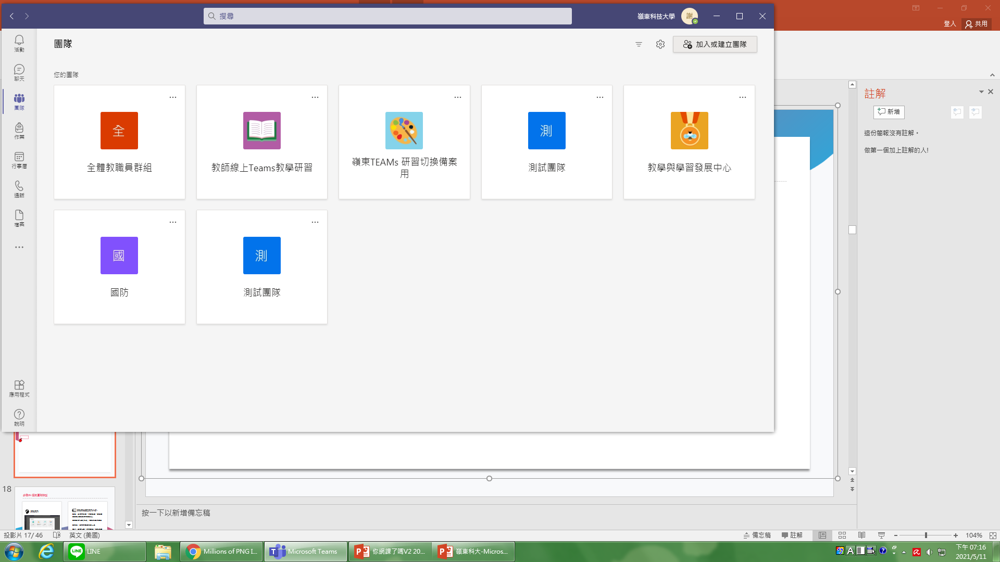 搜尋
嶺東科技大學
謝
登入
共用
活動
聊天
團隊
作業
行事曆
通話
檔案
應用程式
說明
團隊
加入或建立團隊
您的團隊
全
全體教職員群組
教師線上Teams教學研習
嶺東TEAMs 研習切換備案
用
測
測試團隊
教學與學習發展中心
國
國防
測
測試團隊
註解
新增
這份簡報沒有註解。
做第一個加上註解的人!
18
按一下以新增備忘稿
投影片 17/ 46
英文 (美國)
備忘稿
註解
104%
LINE
LINE
Millions of PNG I...
Microsoft Teams
你網課了嗎V2 20...
嶺東科大-Micros...
下午 07:16
2021/5/11